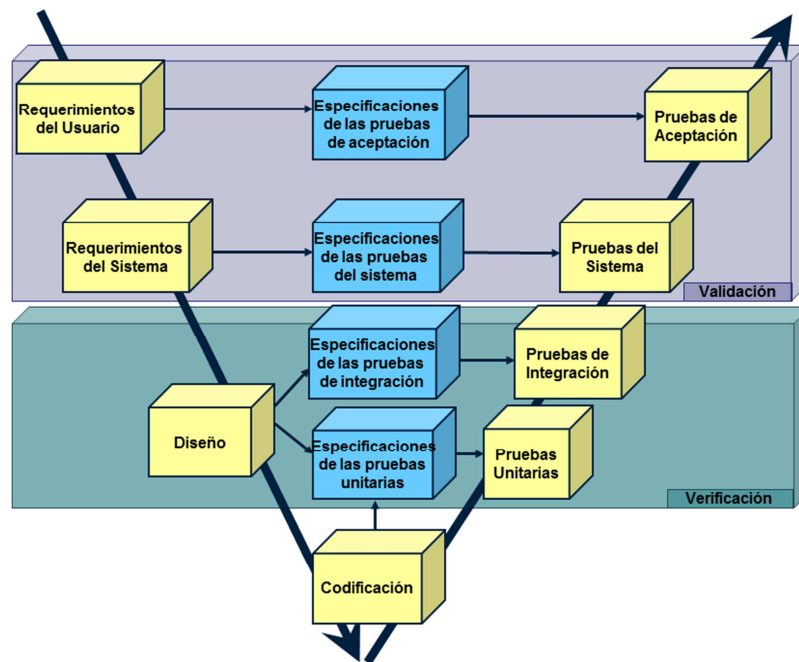 Requerimientos
del Usuario
Especificaciones
de las pruebas
de aceptación
Pruebas de
Aceptación
Requerimientos
del Sistema
Especificaciones
de las pruebas
del sistema
Pruebas del
Sistema
Validación
Especificaciones
de las pruebas
de integración
Pruebas de
Integración
Diseño
Especificaciones
de las pruebas
unitarias
Pruebas
Unitarias
Verificación
Codificación